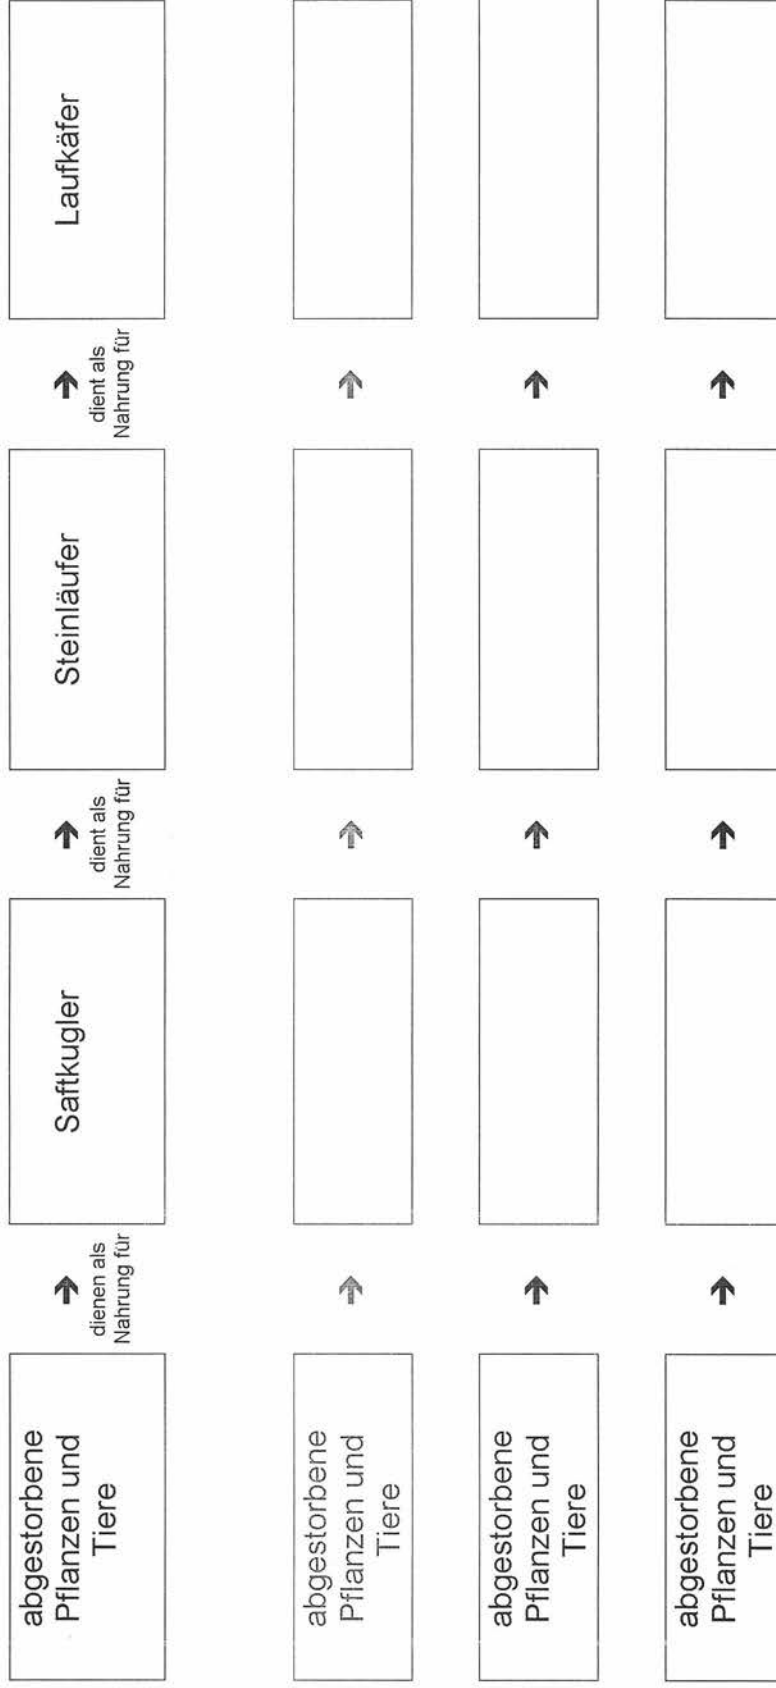 abgestorbene
Pflanzen und
Tiere
➔
dienen als
Nahrung für
Saftkugler
➔
dient als
Nahrung für
Steinläufer
➔
dient als
Nahrung für
Laufkäfer
abgestorbene
Pflanzen und
Tiere
➔
➔
➔
abgestorbene
Pflanzen und
Tiere
➔
➔
➔
abgestorbene
Pflanzen und
Tiere
➔
➔
➔